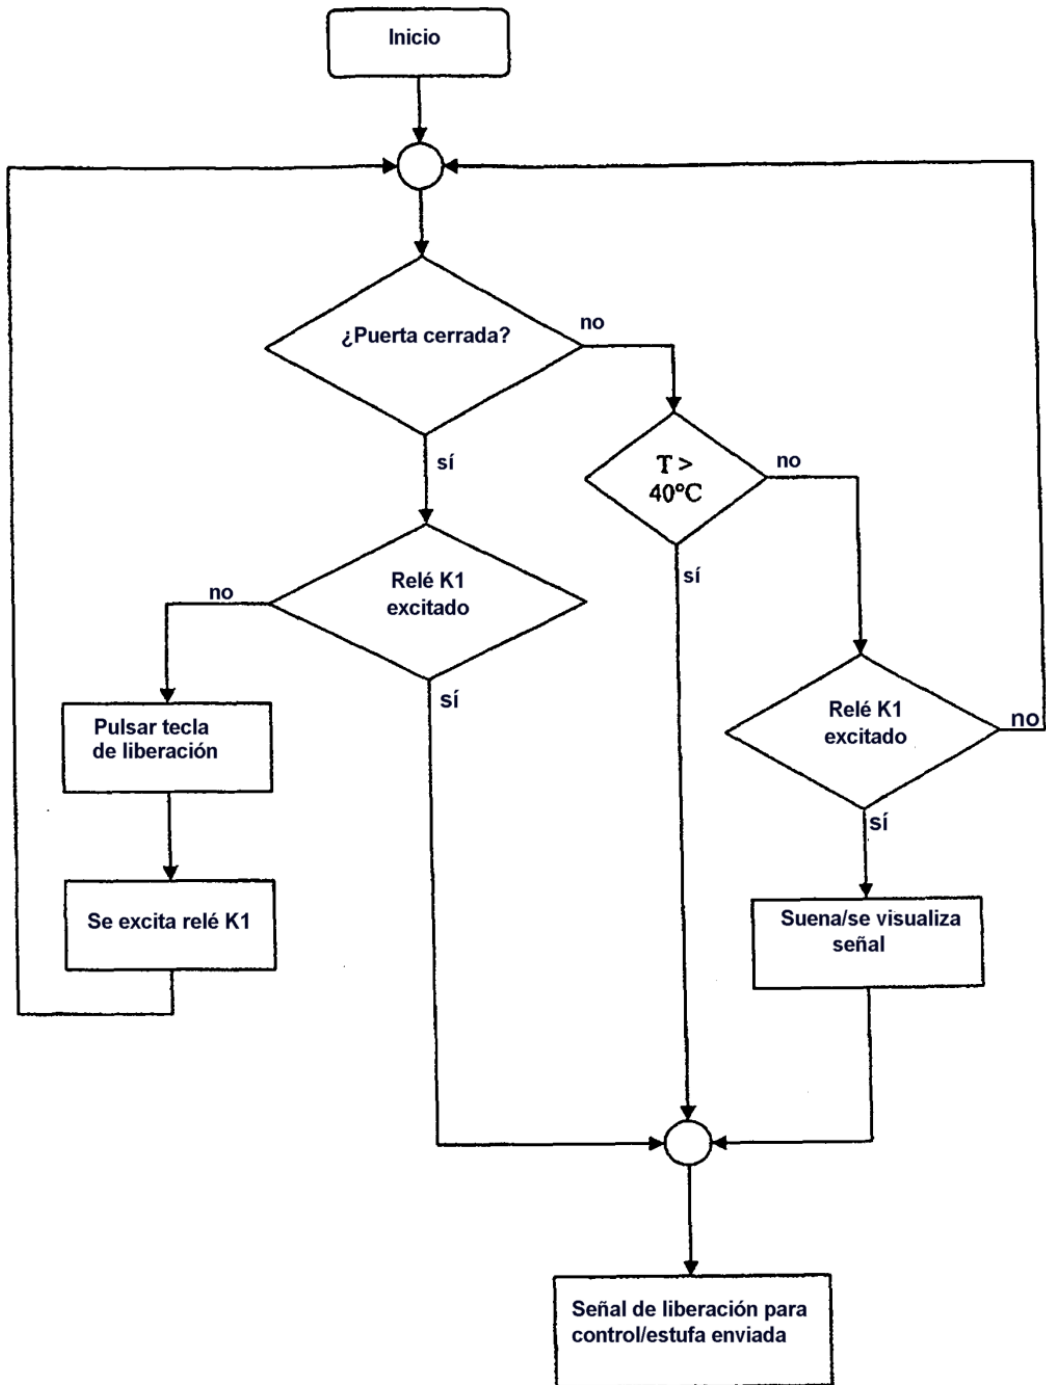 Inicio
¿Puerta cerrada?
no
sí
T >
40°C
no
sí
Relé K1
excitado
no
sí
Pulsar tecla
de liberación
Se excita relé K1
Relé K1
excitado
no
sí
Suena/se visualiza
señal
Señal de liberación para
control/estufa enviada